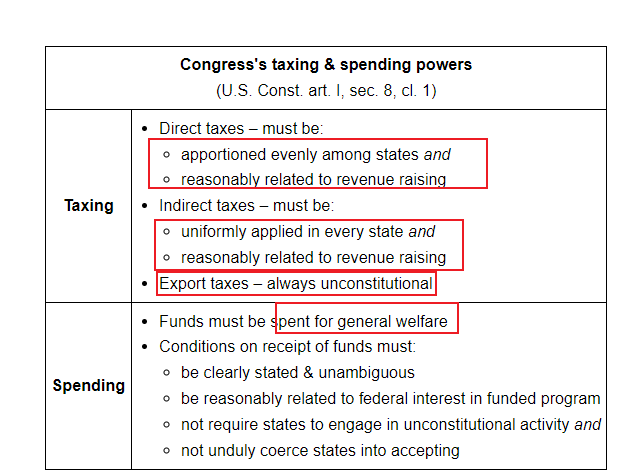 Congress's taxing & spending powers
(U.S. Const. art. I, sec. 8, cl. 1)
Taxing
• Direct taxes – must be:
○ apportioned evenly among states and
○ reasonably related to revenue raising
• Indirect taxes – must be:
○ uniformly applied in every state and
○ reasonably related to revenue raising
• Export taxes – always unconstitutional
Spending
• Funds must be spent for general welfare
• Conditions on receipt of funds must:
○ be clearly stated & unambiguous
○ be reasonably related to federal interest in funded program
○ not require states to engage in unconstitutional activity and
○ not unduly coerce states into accepting